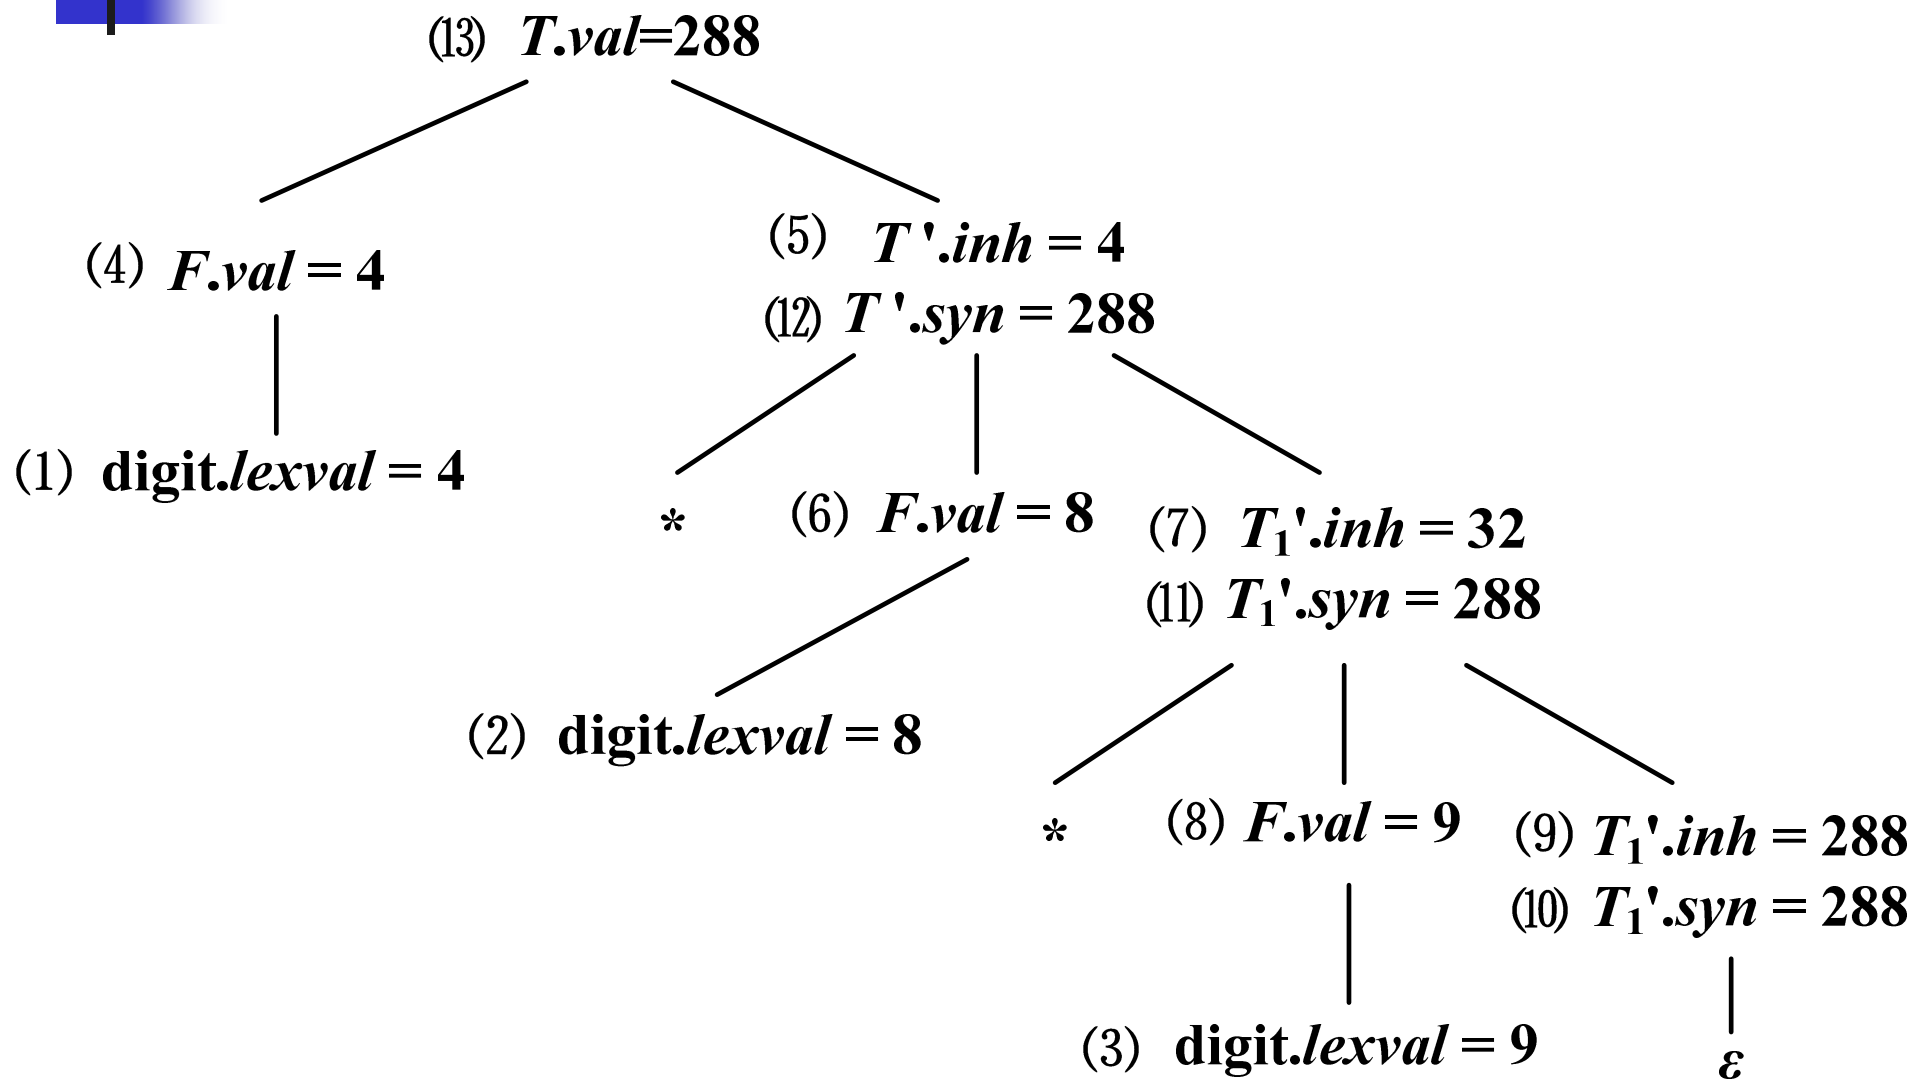 ⒀ T.val=288
⑸ T '.inh = 4
⑷ F.val = 4
⑿ T '.syn = 288
⑴ digit.lexval = 4
* ⑹ F.val = 8 ⑺ T₁'.inh = 32
⑾ T₁'.syn = 288
⑵ digit.lexval = 8
* ⑻ F.val = 9 ⑼ T₁'.inh = 288
⑽ T₁'.syn = 288
⑶ digit.lexval = 9 ε